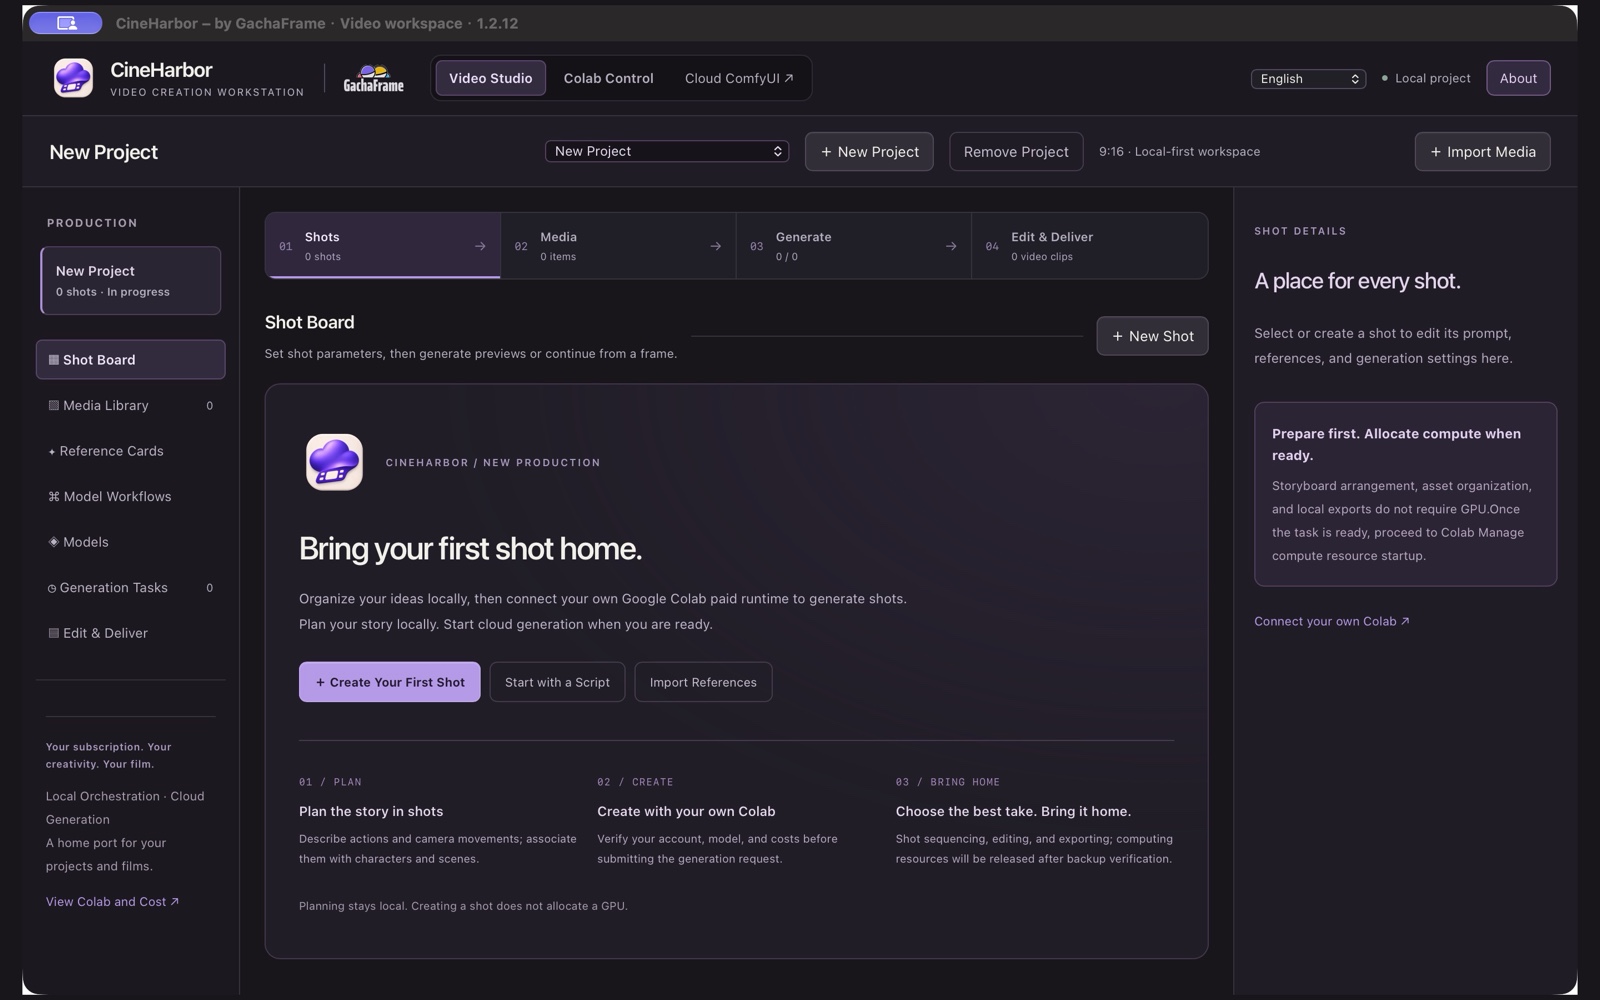 CineHarbor – by GachaFrame · Video workspace · 1.2.12
CineHarbor
VIDEO CREATION WORKSTATION
GachaFrame
Video Studio
Colab Control
Cloud ComfyUI ↗
English
Local project
About
New Project
New Project
+ New Project
Remove Project
9:16 · Local-first workspace
+ Import Media
PRODUCTION
New Project
0 shots · In progress
Shot Board
Media Library 0
Reference Cards
⌘ Model Workflows
Models
Generation Tasks 0
Edit & Deliver
Your subscription. Your
creativity. Your film.
Local Orchestration · Cloud
Generation
A home port for your
projects and films.
View Colab and Cost ↗
01 Shots →
0 shots
02 Media →
0 items
03 Generate →
0 / 0
04 Edit & Deliver
0 video clips
Shot Board
Set shot parameters, then generate previews or continue from a frame.
+ New Shot
CINEHARBOR / NEW PRODUCTION
Bring your first shot home.
Organize your ideas locally, then connect your own Google Colab paid runtime to generate shots.
Plan your story locally. Start cloud generation when you are ready.
+ Create Your First Shot
Start with a Script
Import References
01 / PLAN
Plan the story in shots
Describe actions and camera movements; associate
them with characters and scenes.
02 / CREATE
Create with your own Colab
Verify your account, model, and costs before
submitting the generation request.
03 / BRING HOME
Choose the best take. Bring it home.
Shot sequencing, editing, and exporting; computing
resources will be released after backup verification.
Planning stays local. Creating a shot does not allocate a GPU.
SHOT DETAILS
A place for every shot.
Select or create a shot to edit its prompt,
references, and generation settings here.
Prepare first. Allocate compute when
ready.
Storyboard arrangement, asset organization,
and local exports do not require GPU.Once
the task is ready, proceed to Colab Manage
compute resource startup.
Connect your own Colab ↗